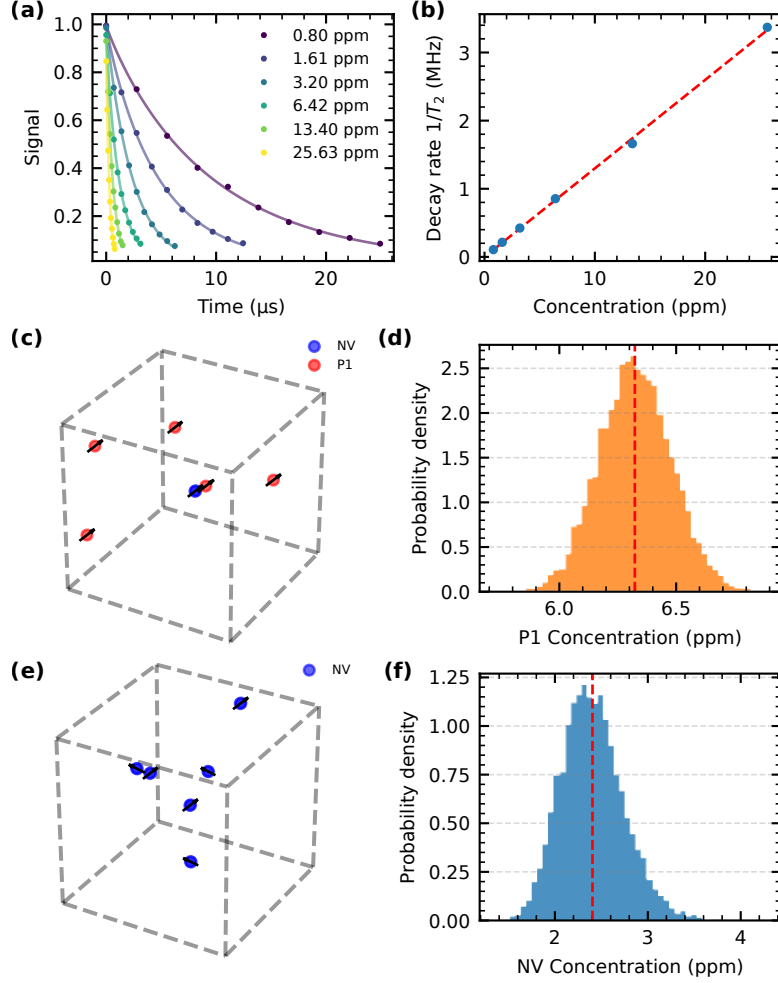 (a)
1.0
0.8
0.6
0.4
0.2
Signal
0
10
20
Time (μs)
0.80 ppm
1.61 ppm
3.20 ppm
6.42 ppm
13.40 ppm
25.63 ppm
(b)
3
2
1
0
Decay rate 1/T₂ (MHz)
0
10
20
Concentration (ppm)
(c)
NV
P1
(d)
2.5
2.0
1.5
1.0
0.5
0.0
Probability density
6.0
6.5
P1 Concentration (ppm)
(e)
NV
(f)
1.25
1.00
0.75
0.50
0.25
0.00
Probability density
2
3
4
NV Concentration (ppm)